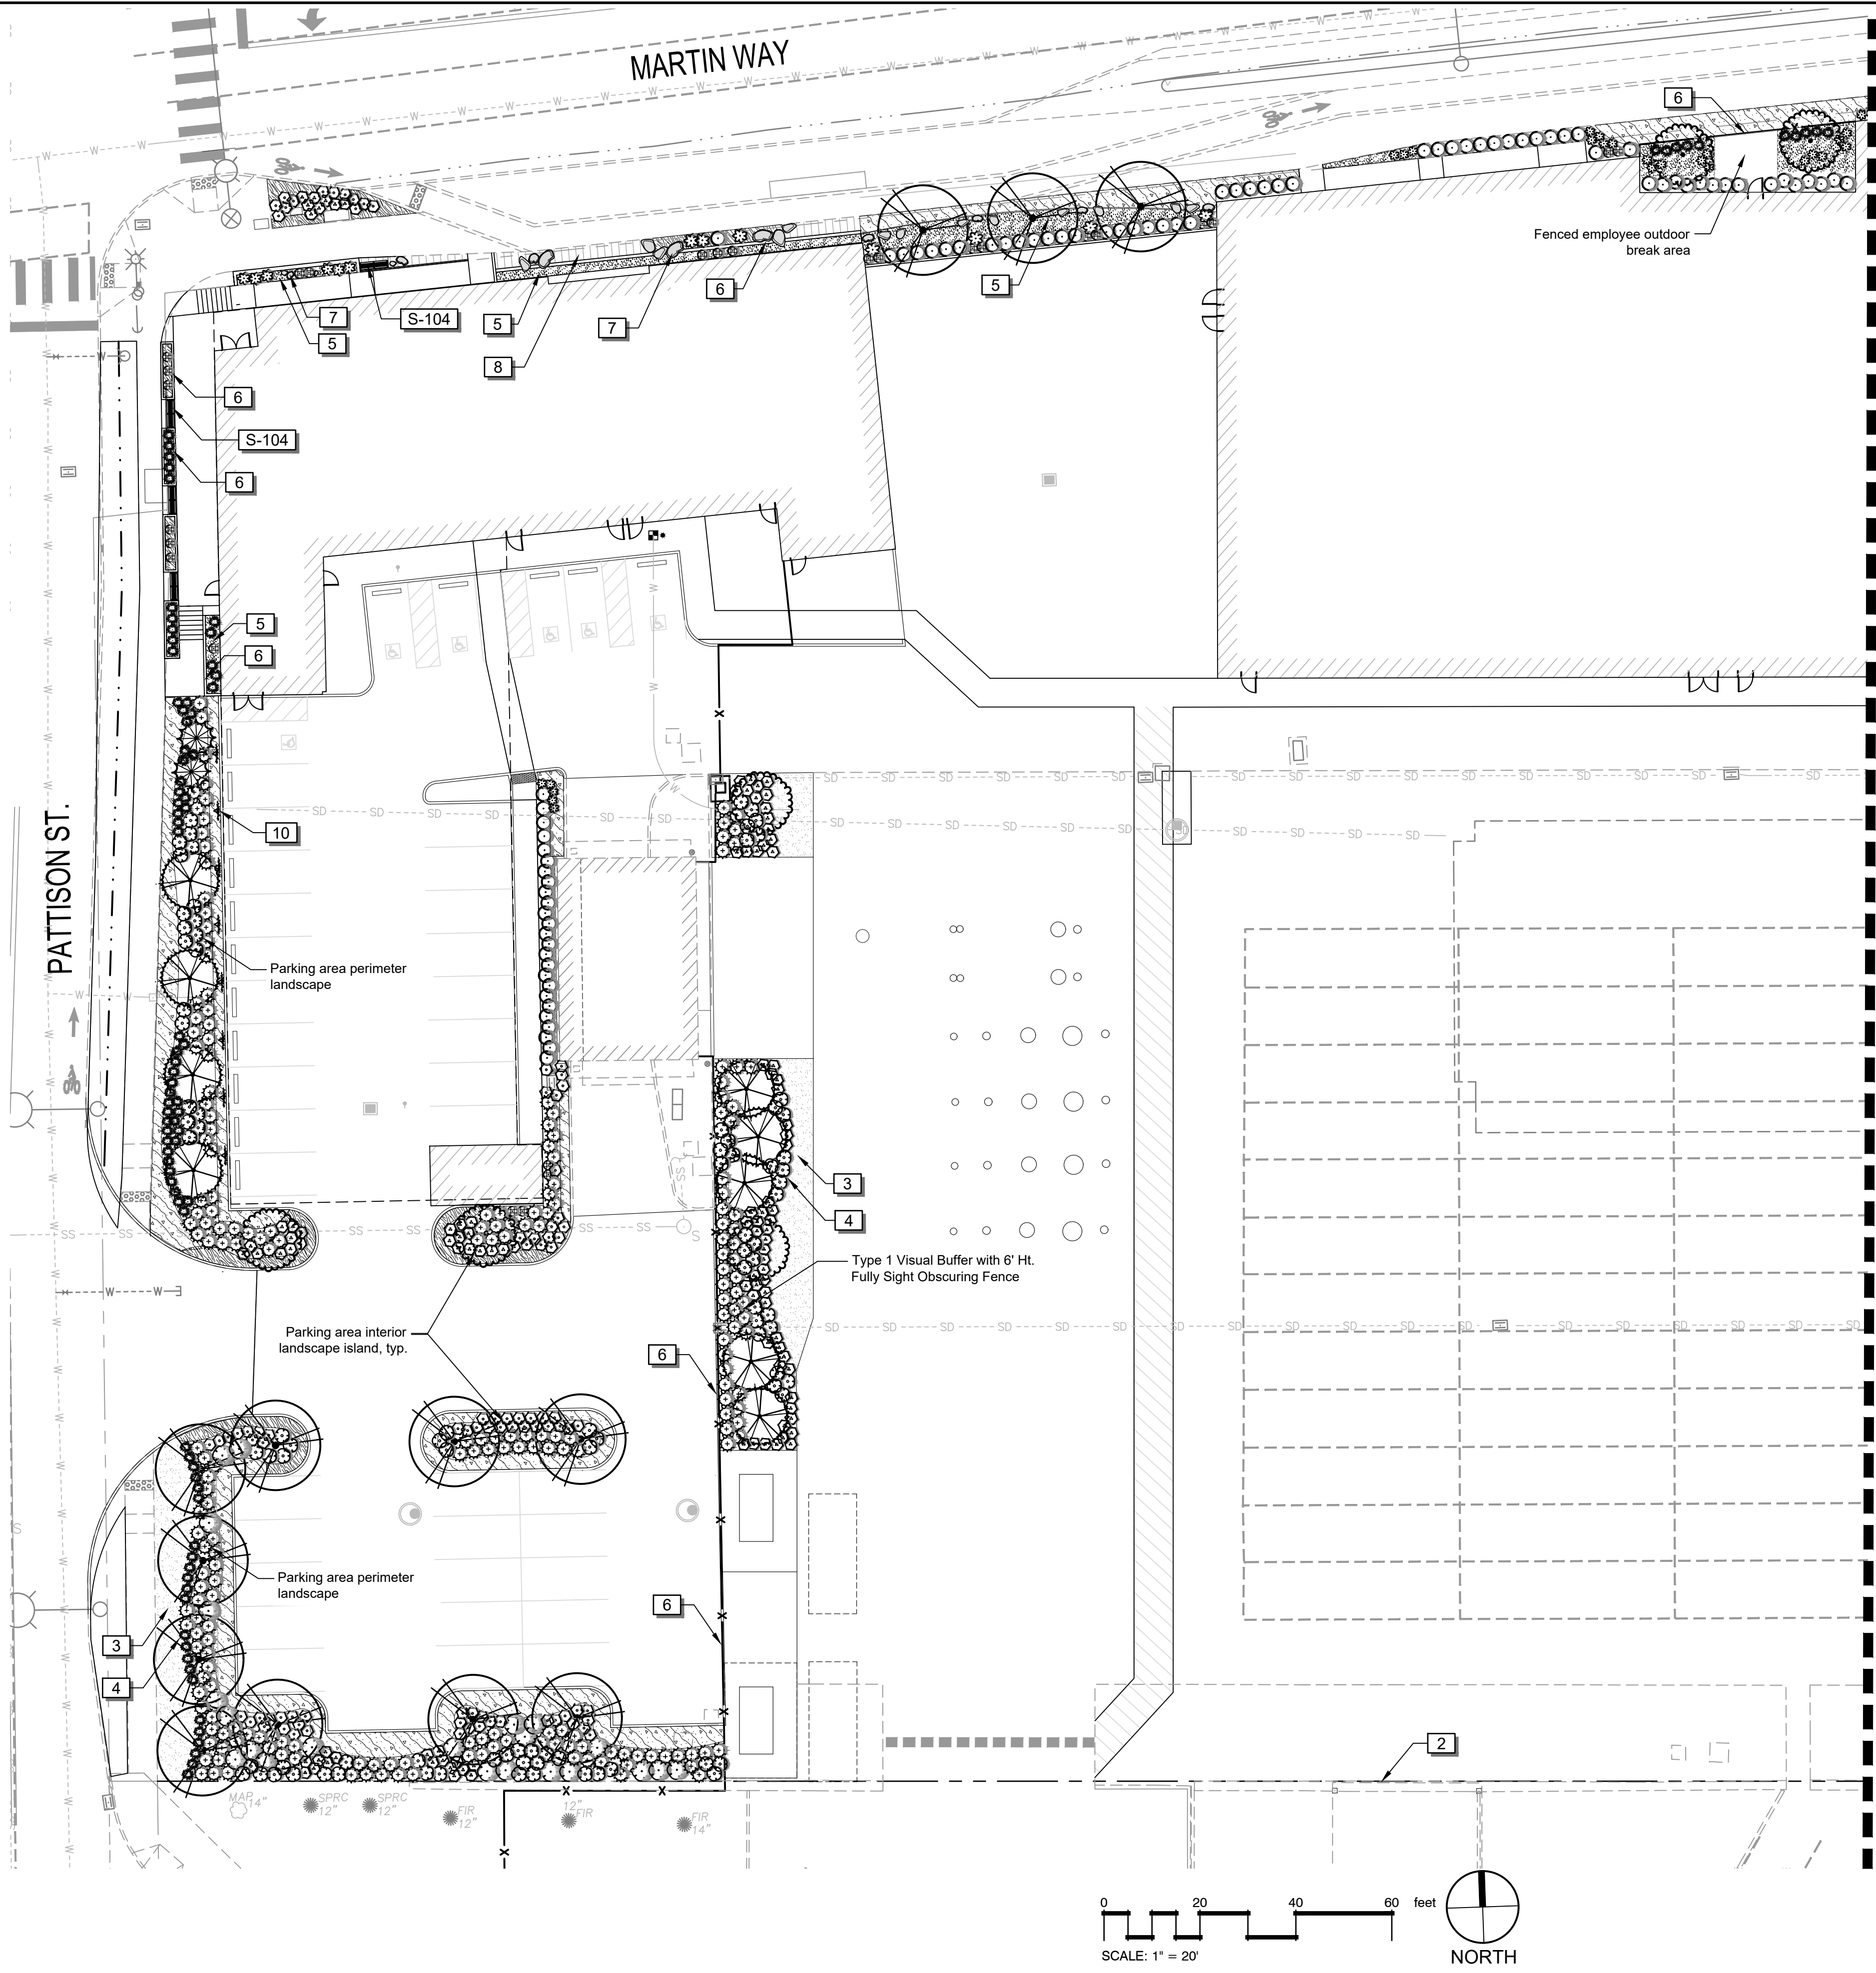 MARTIN WAY
6
Fenced employee outdoor
break area
5
6
7
S-104
5
7
5
8
6
S-104
6
5
6
PATTISON ST.
10
Parking area perimeter
landscape
3
4
Type 1 Visual Buffer with 6' Ht.
Fully Sight Obscuring Fence
Parking area interior
landscape island, typ.
6
Parking area perimeter
landscape
6
3
4
2
MAP 14"
SPRC
12"
SPRC
12"
FIR
12"
12"
FIR
FIR
14"
0 20 40 60 feet
SCALE: 1" = 20'
NORTH